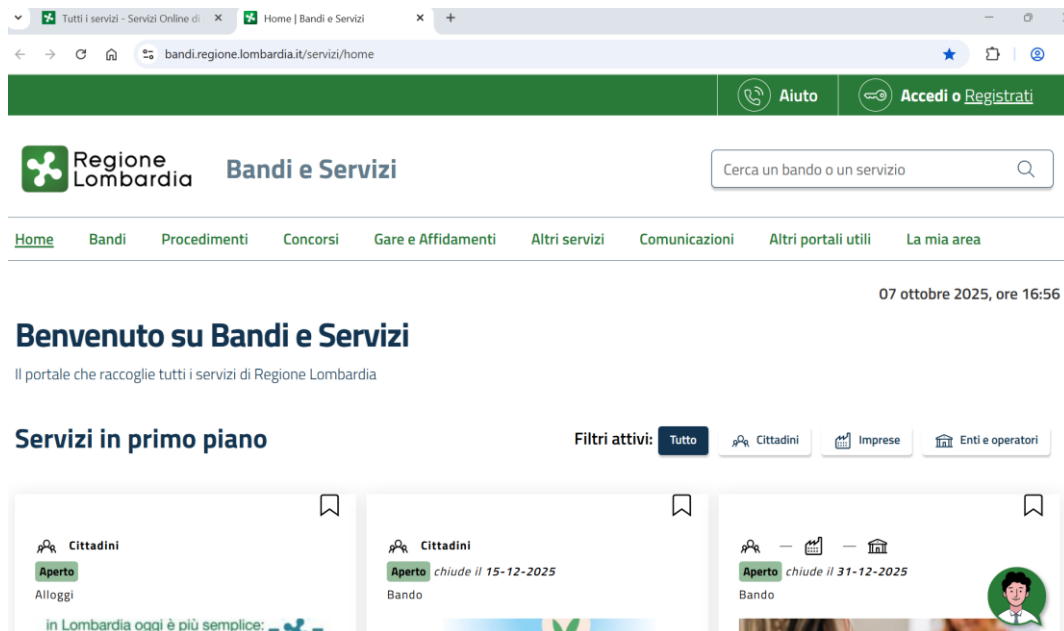 Tutti i servizi - Servizi Online di
Home | Bandi e Servizi
bandi.regione.lombardia.it/servizi/home
Aiuto
Accedi o Registrati
Regione
Lombardia
Bandi e Servizi
Cerca un bando o un servizio
Home Bandi Procedimenti Concorsi Gare e Affidamenti Altri servizi Comunicazioni Altri portali utili La mia area
07 ottobre 2025, ore 16:56
Benvenuto su Bandi e Servizi
Il portale che raccoglie tutti i servizi di Regione Lombardia
Servizi in primo piano
Filtri attivi: Tutto Cittadini Imprese Enti e operatori
Cittadini
Aperto
Alloggi
in Lombardia oggi è più semplice:
Cittadini
Aperto chiude il 15-12-2025
Bando
Aperto chiude il 31-12-2025
Bando